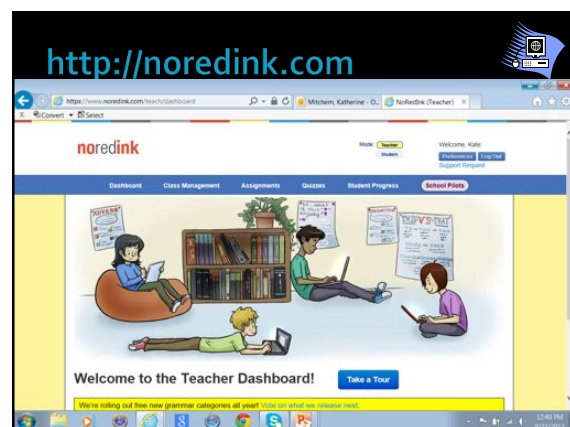 http://noredink.com
https://www.noredink.com/teach/dashboard
Mitchem, Katherine - O...
NoRedInk (Teacher)
x Convert Select
noredink
Mode: Teacher
Student
Welcome, Kate
Preferences Log Out
Support Request
Dashboard Class Management Assignments Quizzes Student Progress School Pilots
THIS VS THAT
Welcome to the Teacher Dashboard!
Take a Tour
We're rolling out free new grammar categories all year! Vote on what we release next.
12:40 PM